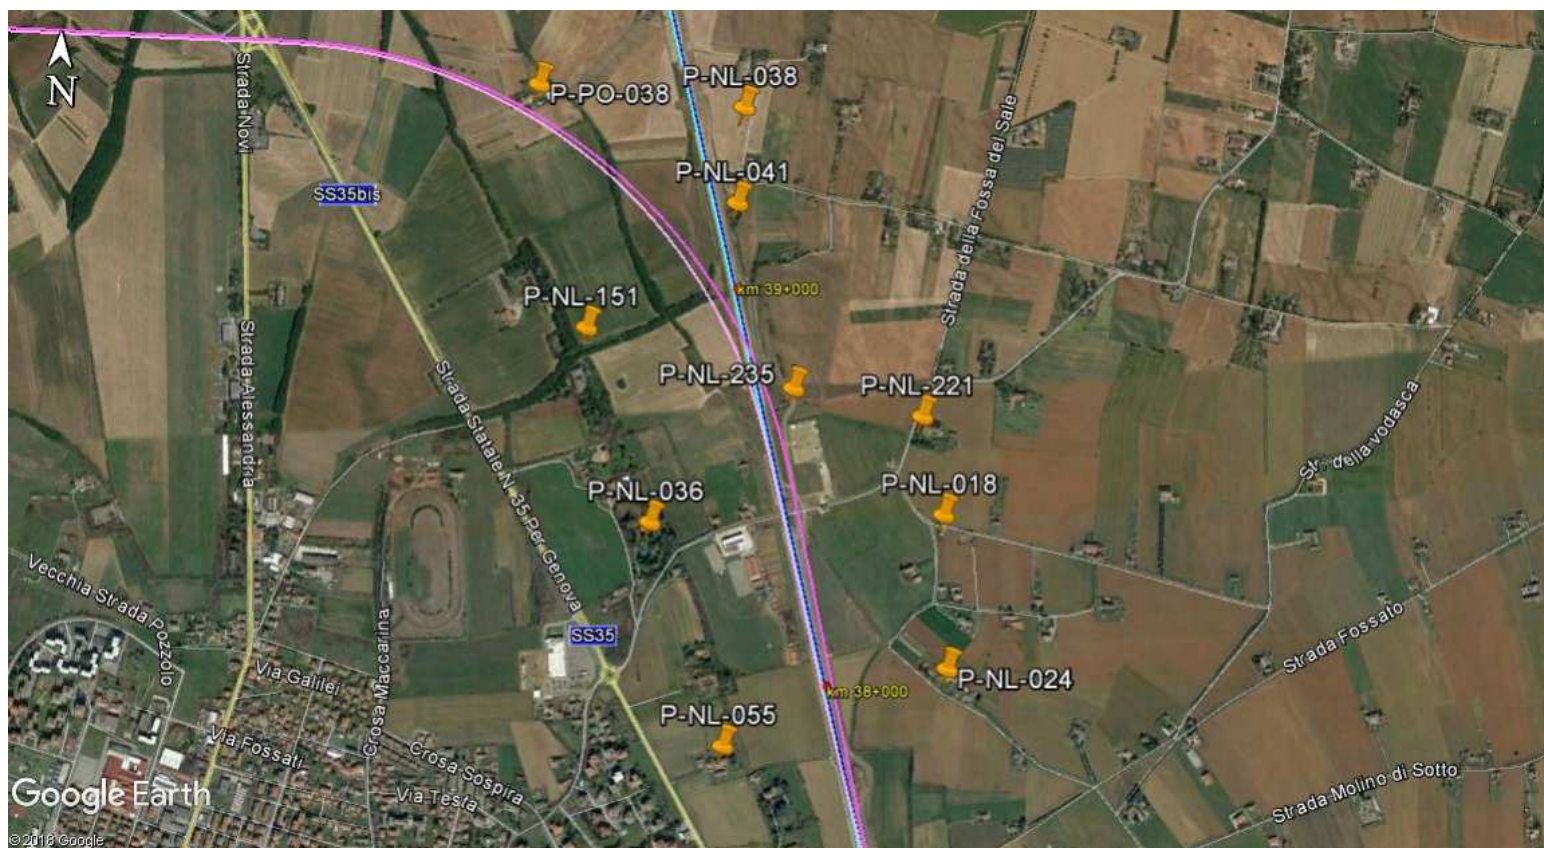 N
P-PO-038
P-NL-038
Strada Novi
Strada della Fossa del Sale
SS35bis
P-NL-041
P-NL-151
km 39+000
P-NL-235
P-NL-221
Strada Alessandria
Strada Statale N. 35 Per Genova
Str. della vodasca
P-NL-036
P-NL-018
Vecchia Strada Pozzolo
SS35
Crosa Maccarina
Via Galilei
Strada Fossato
km 38+000
P-NL-024
P-NL-055
Via Fossati
Crosa Sospira
Via Testa
Strada Molino di Sotto
Google Earth
© 2018 Google